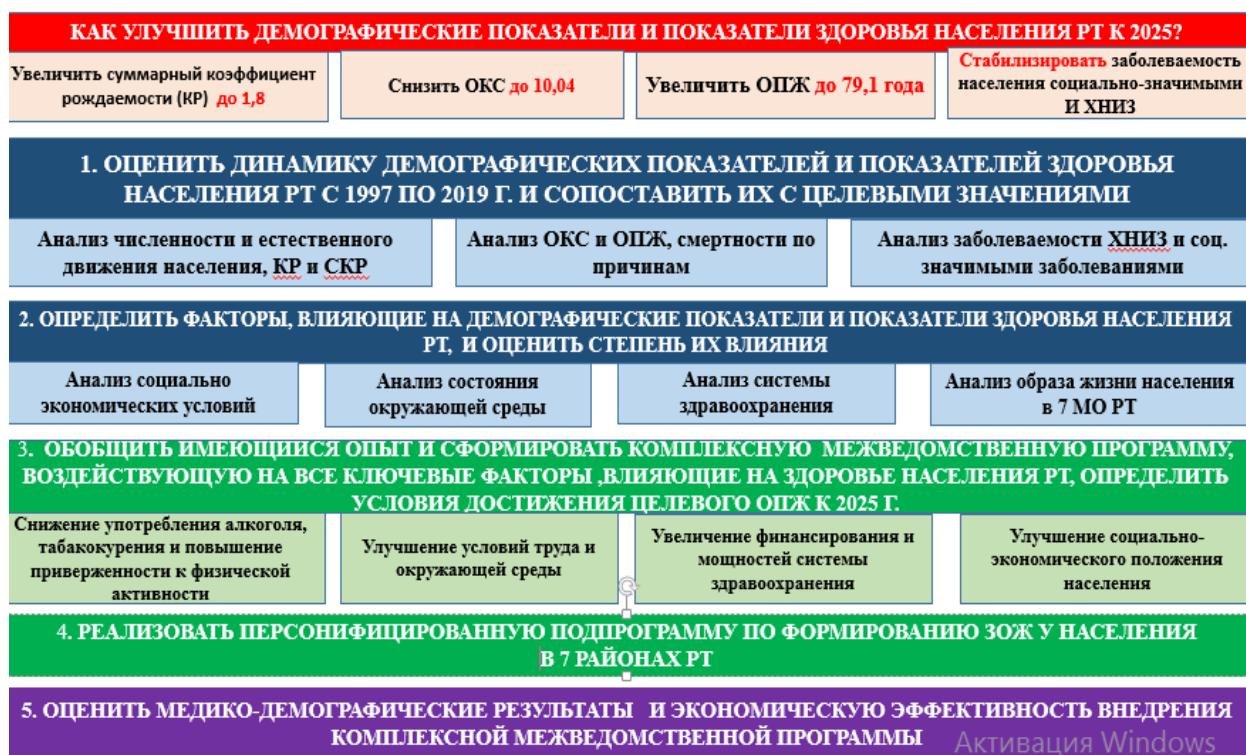 КАК УЛУЧШИТЬ ДЕМОГРАФИЧЕСКИЕ ПОКАЗАТЕЛИ И ПОКАЗАТЕЛИ ЗДОРОВЬЯ НАСЕЛЕНИЯ РТ К 2025?
Увеличить суммарный коэффициент
рождаемости (КР) до 1,8
Снизить ОКС до 10,04
Увеличить ОПЖ до 79,1 года
Стабилизировать заболеваемость
населения социально-значимыми
И ХНИЗ
1. ОЦЕНИТЬ ДИНАМИКУ ДЕМОГРАФИЧЕСКИХ ПОКАЗАТЕЛЕЙ И ПОКАЗАТЕЛЕЙ ЗДОРОВЬЯ
НАСЕЛЕНИЯ РТ С 1997 ПО 2019 Г. И СОПОСТАВИТЬ ИХ С ЦЕЛЕВЫМИ ЗНАЧЕНИЯМИ
Анализ численности и естественного
движения населения, КР и СКР
Анализ ОКС и ОПЖ, смертности по
причинам
Анализ заболеваемости ХНИЗ и соц.
значимыми заболеваниями
2. ОПРЕДЕЛИТЬ ФАКТОРЫ, ВЛИЯЮЩИЕ НА ДЕМОГРАФИЧЕСКИЕ ПОКАЗАТЕЛИ И ПОКАЗАТЕЛИ ЗДОРОВЬЯ НАСЕЛЕНИЯ
РТ, И ОЦЕНИТЬ СТЕПЕНЬ ИХ ВЛИЯНИЯ
Анализ социально
экономических условий
Анализ состояния
окружающей среды
Анализ системы
здравоохранения
Анализ образа жизни населения
в 7 МО РТ
3. ОБОБЩИТЬ ИМЕЮЩИЙСЯ ОПЫТ И СФОРМИРОВАТЬ КОМПЛЕКСНУЮ МЕЖВЕДОМСТВЕННУЮ ПРОГРАММУ,
ВОЗДЕЙСТВУЮЩУЮ НА ВСЕ КЛЮЧЕВЫЕ ФАКТОРЫ ,ВЛИЯЮЩИЕ НА ЗДОРОВЬЕ НАСЕЛЕНИЯ РТ, ОПРЕДЕЛИТЬ
УСЛОВИЯ ДОСТИЖЕНИЯ ЦЕЛЕВОГО ОПЖ К 2025 Г.
Снижение употребления алкоголя,
табакокурения и повышение
приверженности к физической
активности
Улучшение условий труда и
окружающей среды
Увеличение финансирования и
мощностей системы
здравоохранения
Улучшение социально-
экономического положения
населения
4. РЕАЛИЗОВАТЬ ПЕРСОНИФИЦИРОВАННУЮ ПОДПРОГРАММУ ПО ФОРМИРОВАНИЮ ЗОЖ У НАСЕЛЕНИЯ
В 7 РАЙОНАХ РТ
5. ОЦЕНИТЬ МЕДИКО-ДЕМОГРАФИЧЕСКИЕ РЕЗУЛЬТАТЫ И ЭКОНОМИЧЕСКУЮ ЭФФЕКТИВНОСТЬ ВНЕДРЕНИЯ
КОМПЛЕКСНОЙ МЕЖВЕДОМСТВЕННОЙ ПРОГРАММЫ
Активация Windows